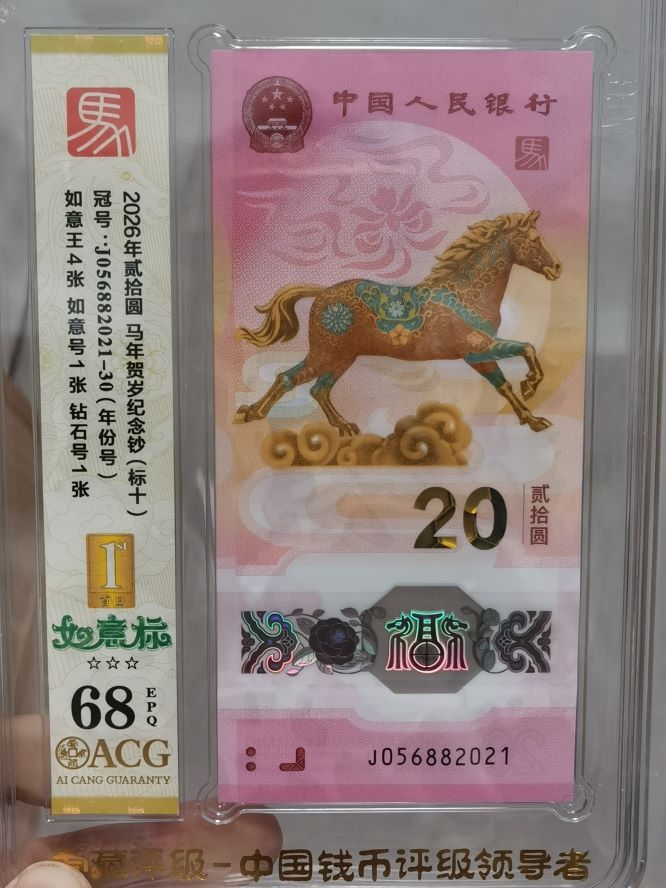 馬
2026年贰拾圆 马年贺岁纪念钞（标十）
冠号：J056882021-30（年份号）
如意王4张 如意号1张 钻石号1张
1st
首日
如意标
☆☆☆
68 EPQ
ACG
AI CANG GUARANTY
中国人民银行
馬
20
贰拾圆
J056882021
爱藏评级-中国钱币评级领导者